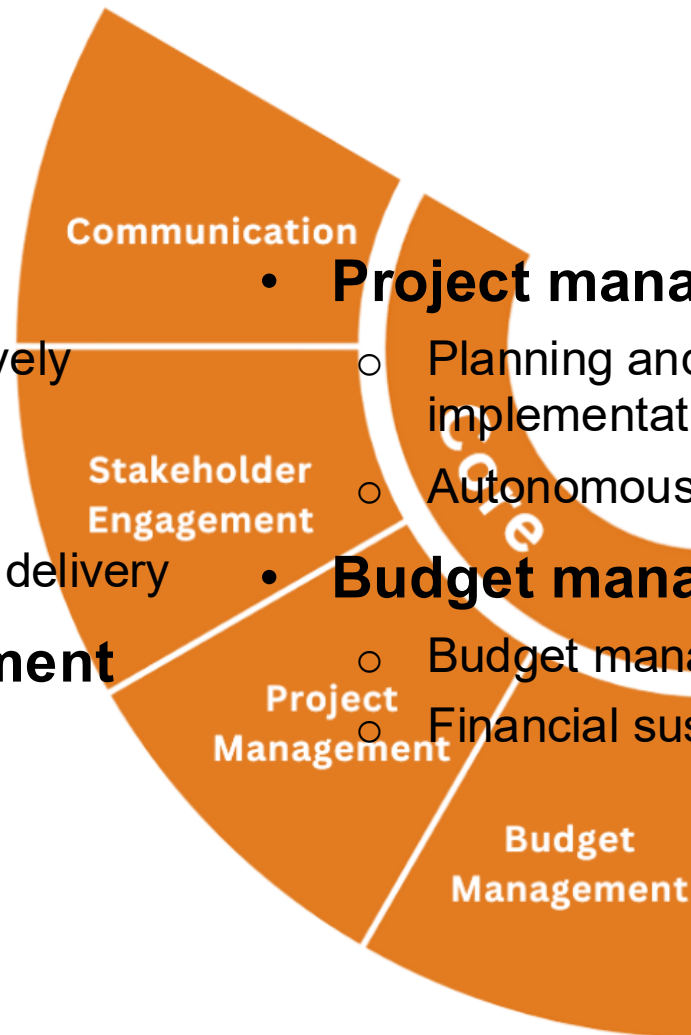 Communication
• Project mana
vely
o Planning and
implementat
Stakeholder
Engagement
Core
o Autonomous
delivery
• Budget mana
ment
o Budget mana
Project
Management
o Financial sus
Budget
Management